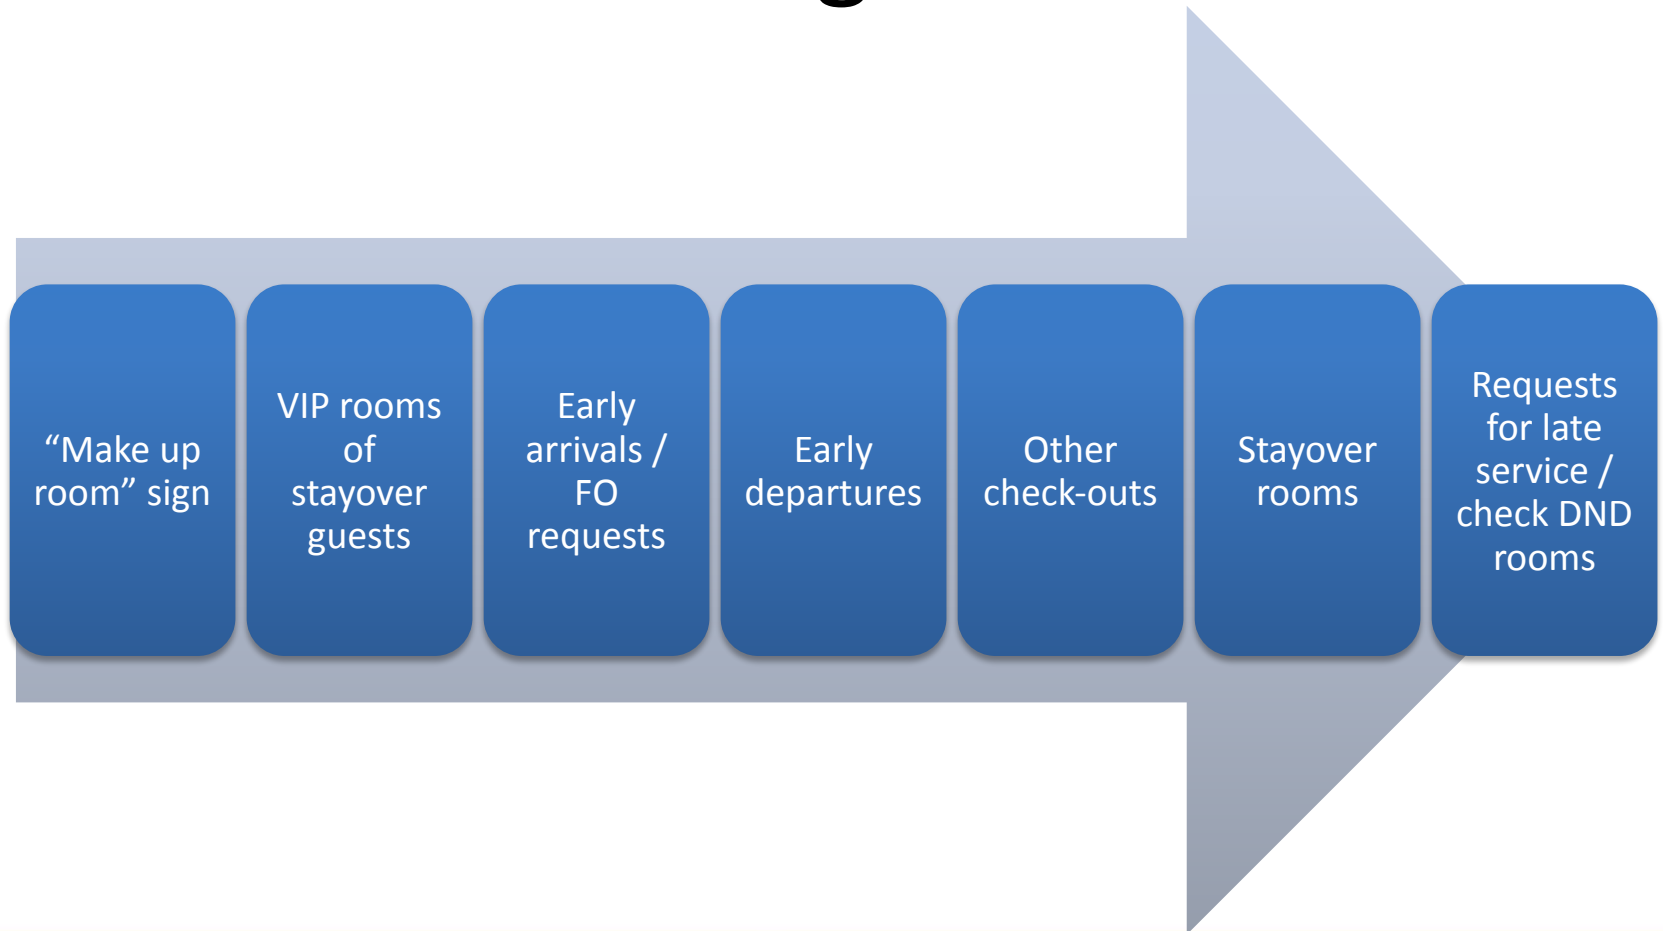 “Make up
room” sign
VIP rooms
of
stayover
guests
Early
arrivals /
FO
requests
Early
departures
Other
check-outs
Stayover
rooms
Requests
for late
service /
check DND
rooms